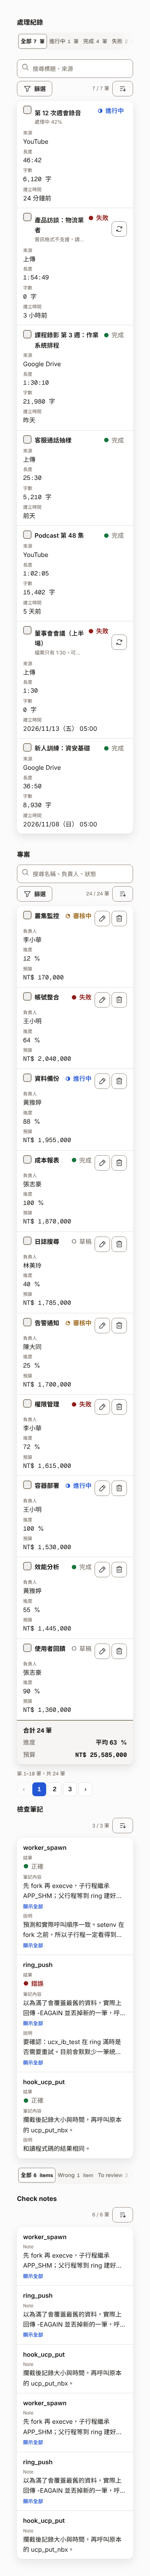 處理紀錄
全部 7 筆 進行中 1 筆 完成 4 筆 失敗 2
搜尋標題、來源
篩選 7 / 7 筆
第 12 次週會錄音 進行中
處理中 42%
來源
YouTube
長度
46:42
字數
6,120 字
建立時間
24 分鐘前
產品訪談：物流業者 失敗
音訊格式不支援，請…
來源
上傳
長度
1:54:49
字數
0 字
建立時間
3 小時前
課程錄影 第 3 週：作業系統排程 完成
來源
Google Drive
長度
1:30:10
字數
21,980 字
建立時間
昨天
客服通話抽樣 完成
來源
上傳
長度
25:30
字數
5,210 字
建立時間
前天
Podcast 第 48 集 完成
來源
YouTube
長度
1:02:05
字數
15,402 字
建立時間
5 天前
董事會會議（上半場） 失敗
檔案只有 1:30，可…
來源
上傳
長度
1:30
字數
0 字
建立時間
2026/11/13（五） 05:00
新人訓練：資安基礎 完成
來源
Google Drive
長度
36:50
字數
8,930 字
建立時間
2026/11/08（日） 05:00
專案
搜尋名稱、負責人、狀態
篩選 24 / 24 筆
叢集監控 審核中
負責人
李小華
進度
12 %
預算
NT$ 170,000
帳號整合 失敗
負責人
王小明
進度
64 %
預算
NT$ 2,040,000
資料備份 進行中
負責人
黃雅婷
進度
88 %
預算
NT$ 1,955,000
成本報表 完成
負責人
張志豪
進度
100 %
預算
NT$ 1,870,000
日誌搜尋 草稿
負責人
林美玲
進度
40 %
預算
NT$ 1,785,000
告警通知 審核中
負責人
陳大同
進度
25 %
預算
NT$ 1,700,000
權限管理 失敗
負責人
李小華
進度
72 %
預算
NT$ 1,615,000
容器部署 進行中
負責人
王小明
進度
100 %
預算
NT$ 1,530,000
效能分析 完成
負責人
黃雅婷
進度
55 %
預算
NT$ 1,445,000
使用者回饋 草稿
負責人
張志豪
進度
90 %
預算
NT$ 1,360,000
合計 24 筆
進度 平均 63 %
預算 NT$ 25,585,000
第 1–10 筆，共 24 筆
‹ 1 2 3 ›
檢查筆記
3 / 3 筆
worker_spawn
結果
正確
筆記內容
先 fork 再 execve，子行程繼承
APP_SHM；父行程等到 ring 建好…
顯示全部
說明
預測和實際呼叫順序一致。setenv 在
fork 之前，所以子行程一定看得到…
顯示全部
ring_push
結果
錯誤
筆記內容
以為滿了會覆蓋最舊的資料，實際上
回傳 -EAGAIN 並丟掉新的一筆，呼…
顯示全部
說明
要確認：ucx_ib_test 在 ring 滿時是
否需要重試。目前會默默少一筆統…
顯示全部
hook_ucp_put
結果
正確
筆記內容
攔截後記錄大小與時間，再呼叫原本
的 ucp_put_nbx。
說明
和讀程式碼的結果相同。
全部 6 items Wrong 1 item To review 2
Check notes
6 / 6 筆
worker_spawn
Note
先 fork 再 execve，子行程繼承
APP_SHM；父行程等到 ring 建好…
顯示全部
ring_push
Note
以為滿了會覆蓋最舊的資料，實際上
回傳 -EAGAIN 並丟掉新的一筆，呼…
顯示全部
hook_ucp_put
Note
攔截後記錄大小與時間，再呼叫原本
的 ucp_put_nbx。
worker_spawn
Note
先 fork 再 execve，子行程繼承
APP_SHM；父行程等到 ring 建好…
顯示全部
ring_push
Note
以為滿了會覆蓋最舊的資料，實際上
回傳 -EAGAIN 並丟掉新的一筆，呼…
顯示全部
hook_ucp_put
Note
攔截後記錄大小與時間，再呼叫原本
的 ucp_put_nbx。